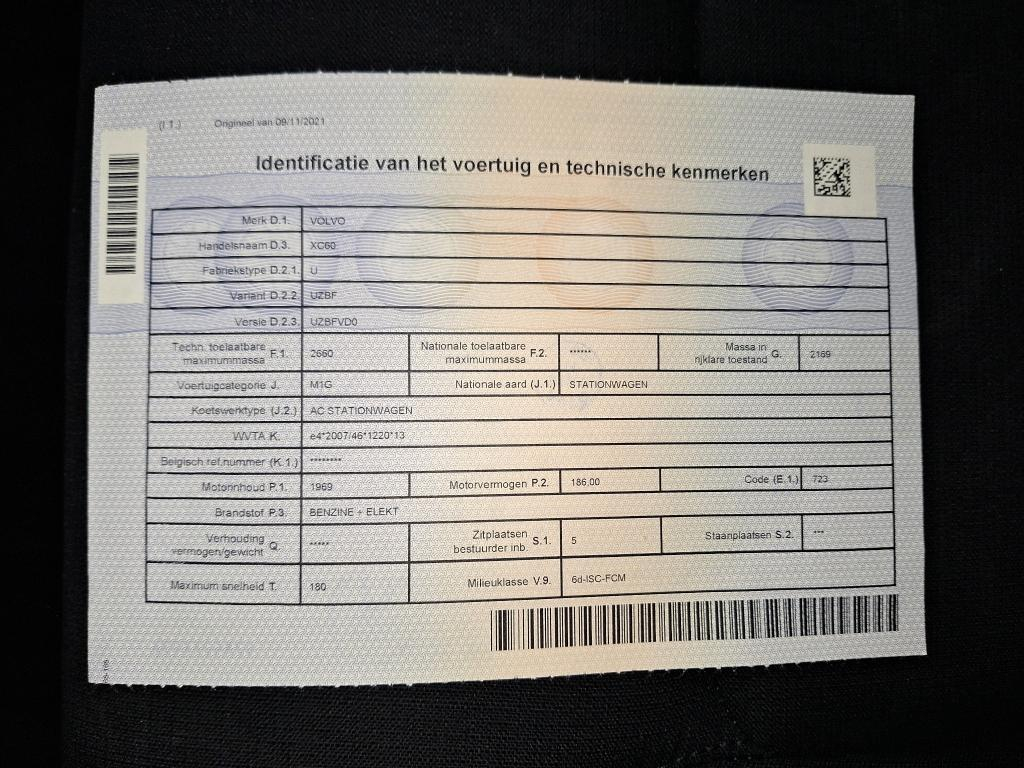 (I.1.) Origineel van 09/11/2021
Identificatie van het voertuig en technische kenmerken
Merk D.1. VOLVO
Handelsnaam D.3. XC60
Fabriekstype D.2.1. U
Variant D.2.2. UZBF
Versie D.2.3. UZBFVD0
Techn. toelaatbare maximummassa F.1. 2660 Nationale toelaatbare maximummassa F.2. ****** Massa in rijklare toestand G. 2169
Voertuigcategorie J. M1G Nationale aard (J.1.) STATIONWAGEN
Koetswerktype (J.2.) AC STATIONWAGEN
WVTA K. e4*2007/46*1220*13
Belgisch ref.nummer (K.1.) ********
Motorinhoud P.1. 1969 Motorvermogen P.2. 186,00 Code (E.1.) 723
Brandstof P.3. BENZINE + ELEKT
Verhouding vermogen/gewicht Q. ***** Zitplaatsen bestuurder inb. S.1. 5 Staanplaatsen S.2. ***
Maximum snelheid T. 180 Milieuklasse V.9. 6d-ISC-FCM